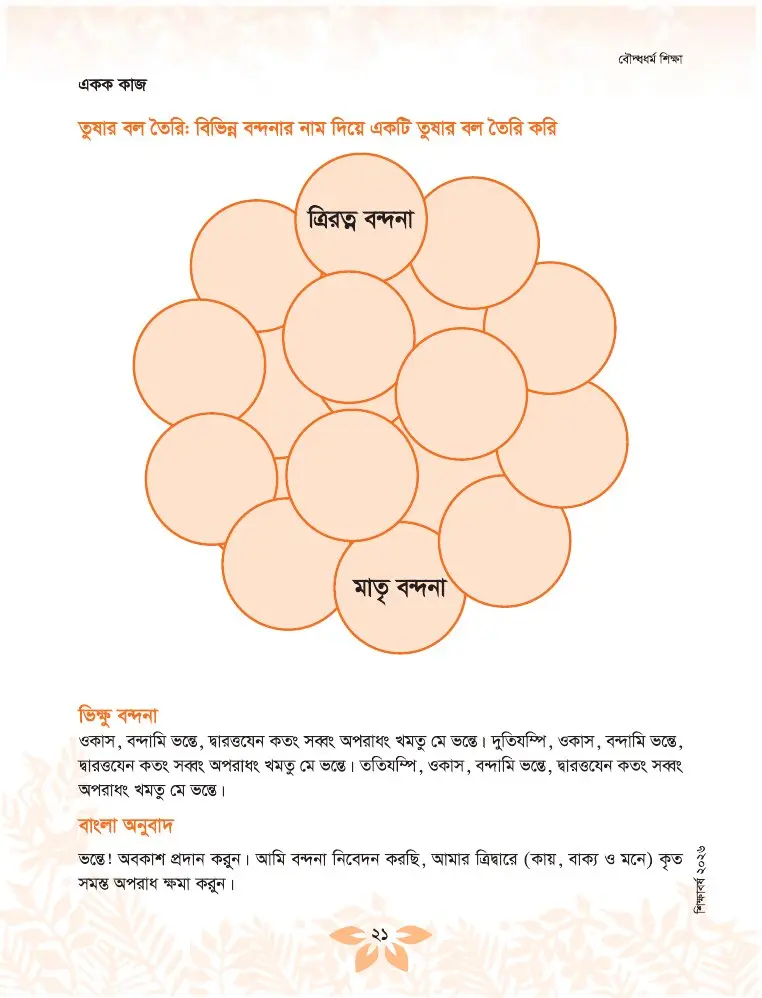 বৌদ্ধধর্ম শিক্ষা
একক কাজ
তুষার বল তৈরি: বিভিন্ন বন্দনার নাম দিয়ে একটি তুষার বল তৈরি করি
ত্রিরত্ন বন্দনা
মাতৃ বন্দনা
ভিক্ষু বন্দনা
ওকাস, বন্দামি ভন্তে, দ্বারত্তযেন কতং সব্বং অপরাধং খমতু মে ভন্তে। দুতিযম্পি, ওকাস, বন্দামি ভন্তে,
দ্বারত্তযেন কতং সব্বং অপরাধং খমতু মে ভন্তে। ততিযম্পি, ওকাস, বন্দামি ভন্তে, দ্বারত্তযেন কতং সব্বং
অপরাধং খমতু মে ভন্তে।
বাংলা অনুবাদ
ভন্তে! অবকাশ প্রদান করুন। আমি বন্দনা নিবেদন করছি, আমার ত্রিদ্বারে (কায়, বাক্য ও মনে) কৃত
সমস্ত অপরাধ ক্ষমা করুন।
শিক্ষাবর্ষ ২০২৬
২১